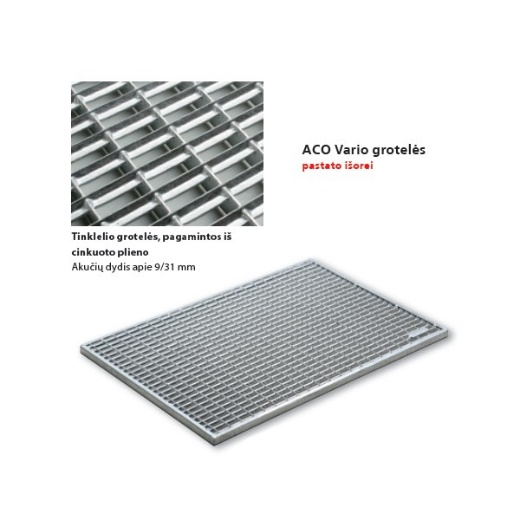 ACO Vario grotelės
pastato išorei
Tinklelio grotelės, pagamintos iš
cinkuoto plieno
Akučių dydis apie 9/31 mm